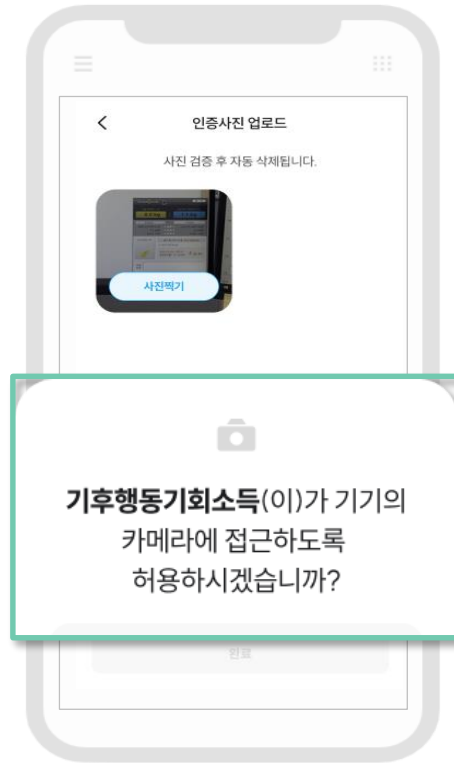 인증사진 업로드
사진 검증 후 자동 삭제됩니다.
사진찍기
기후행동기회소득(이)가 기기의
카메라에 접근하도록
허용하시겠습니까?
완료